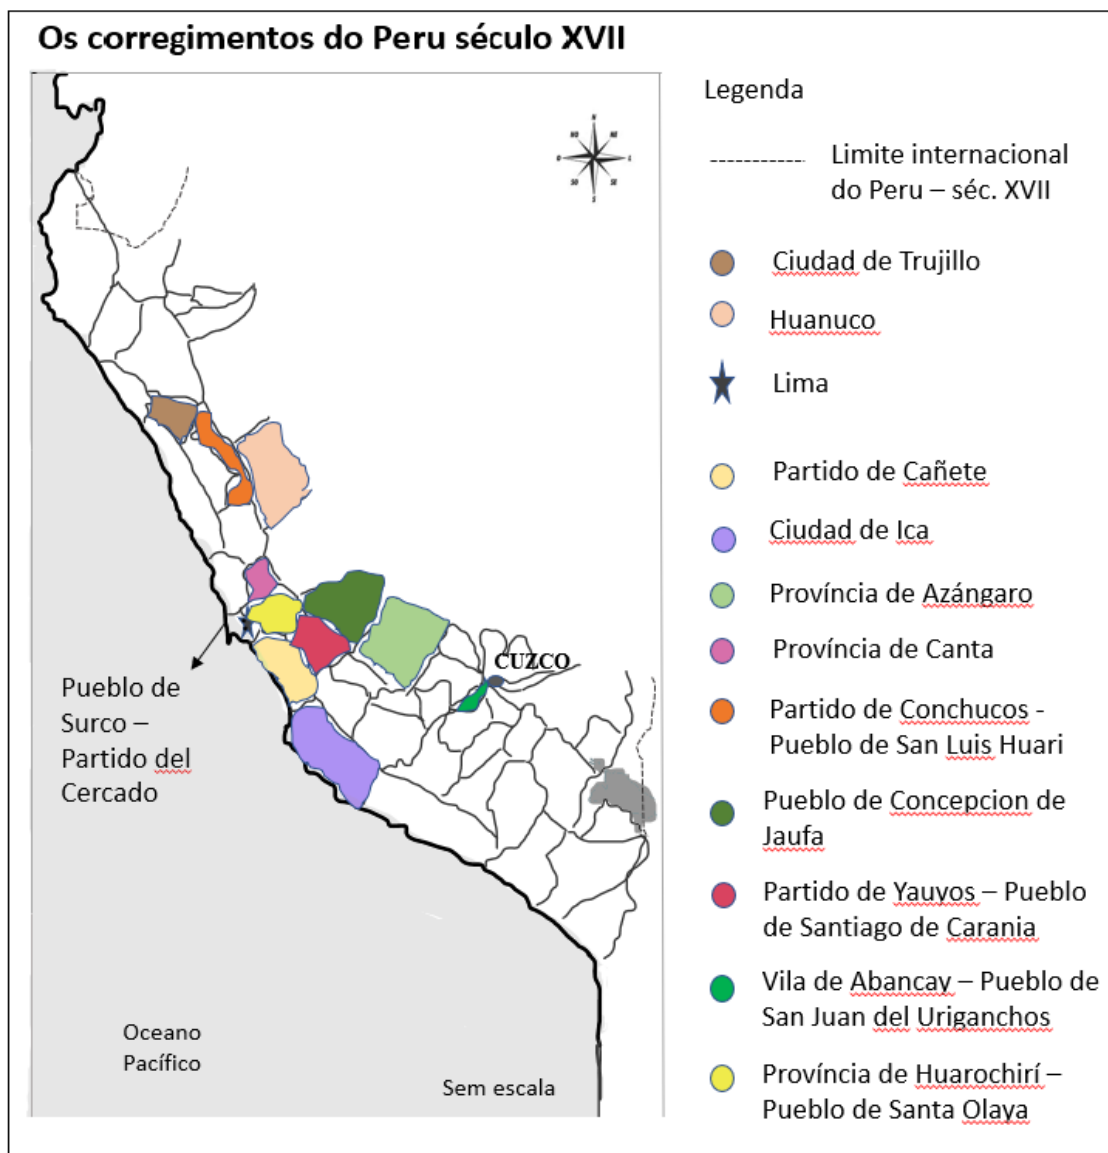 Os corregimentos do Peru século XVII
N
NO
NE
O
L
SO
SE
S
CUZCO
Pueblo de
Surco –
Partido del
Cercado
Oceano
Pacífico
Sem escala
Legenda
Limite internacional
do Peru – séc. XVII
Ciudad de Trujillo
Huanuco
Lima
Partido de Cañete
Ciudad de Ica
Província de Azángaro
Província de Canta
Partido de Conchucos -
Pueblo de San Luis Huari
Pueblo de Concepcion de
Jaufa
Partido de Yauyos – Pueblo
de Santiago de Carania
Vila de Abancay – Pueblo de
San Juan del Uriganchos
Província de Huarochirí –
Pueblo de Santa Olaya